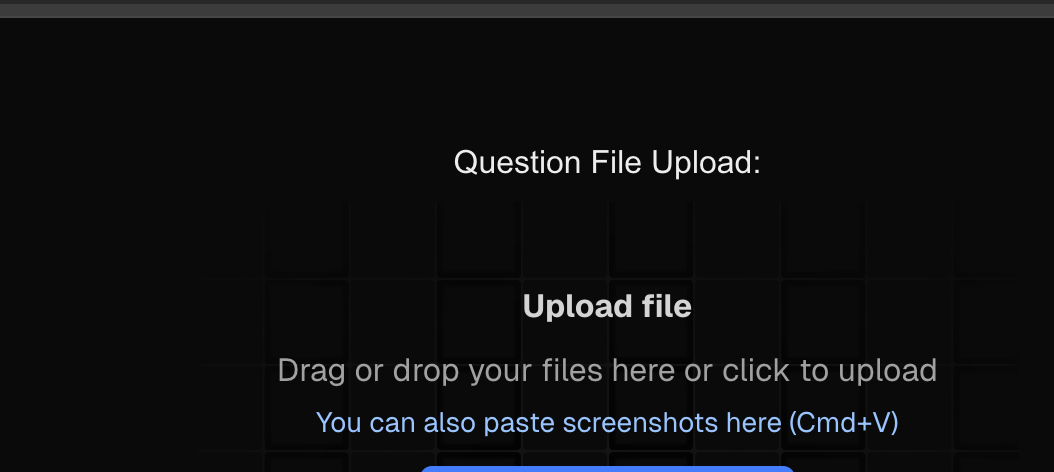 Question File Upload:
Upload file
Drag or drop your files here or click to upload
You can also paste screenshots here (Cmd+V)